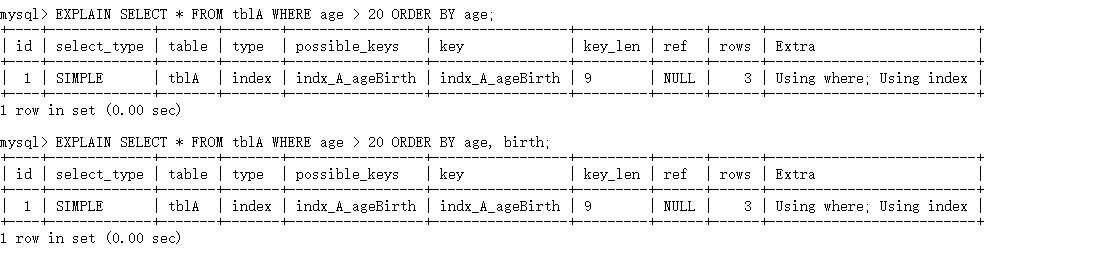 mysql> EXPLAIN SELECT * FROM tblA WHERE age > 20 ORDER BY age;
+----+-------------+-------+-------+-----------------+-----------------+---------+------+------+--------------------------+
| id | select_type | table | type | possible_keys | key | key_len | ref | rows | Extra |
+----+-------------+-------+-------+-----------------+-----------------+---------+------+------+--------------------------+
| 1 | SIMPLE | tblA | index | indx_A_ageBirth | indx_A_ageBirth | 9 | NULL | 3 | Using where; Using index |
+----+-------------+-------+-------+-----------------+-----------------+---------+------+------+--------------------------+
1 row in set (0.00 sec)
mysql> EXPLAIN SELECT * FROM tblA WHERE age > 20 ORDER BY age, birth;
+----+-------------+-------+-------+-----------------+-----------------+---------+------+------+--------------------------+
| id | select_type | table | type | possible_keys | key | key_len | ref | rows | Extra |
+----+-------------+-------+-------+-----------------+-----------------+---------+------+------+--------------------------+
| 1 | SIMPLE | tblA | index | indx_A_ageBirth | indx_A_ageBirth | 9 | NULL | 3 | Using where; Using index |
+----+-------------+-------+-------+-----------------+-----------------+---------+------+------+--------------------------+
1 row in set (0.00 sec)